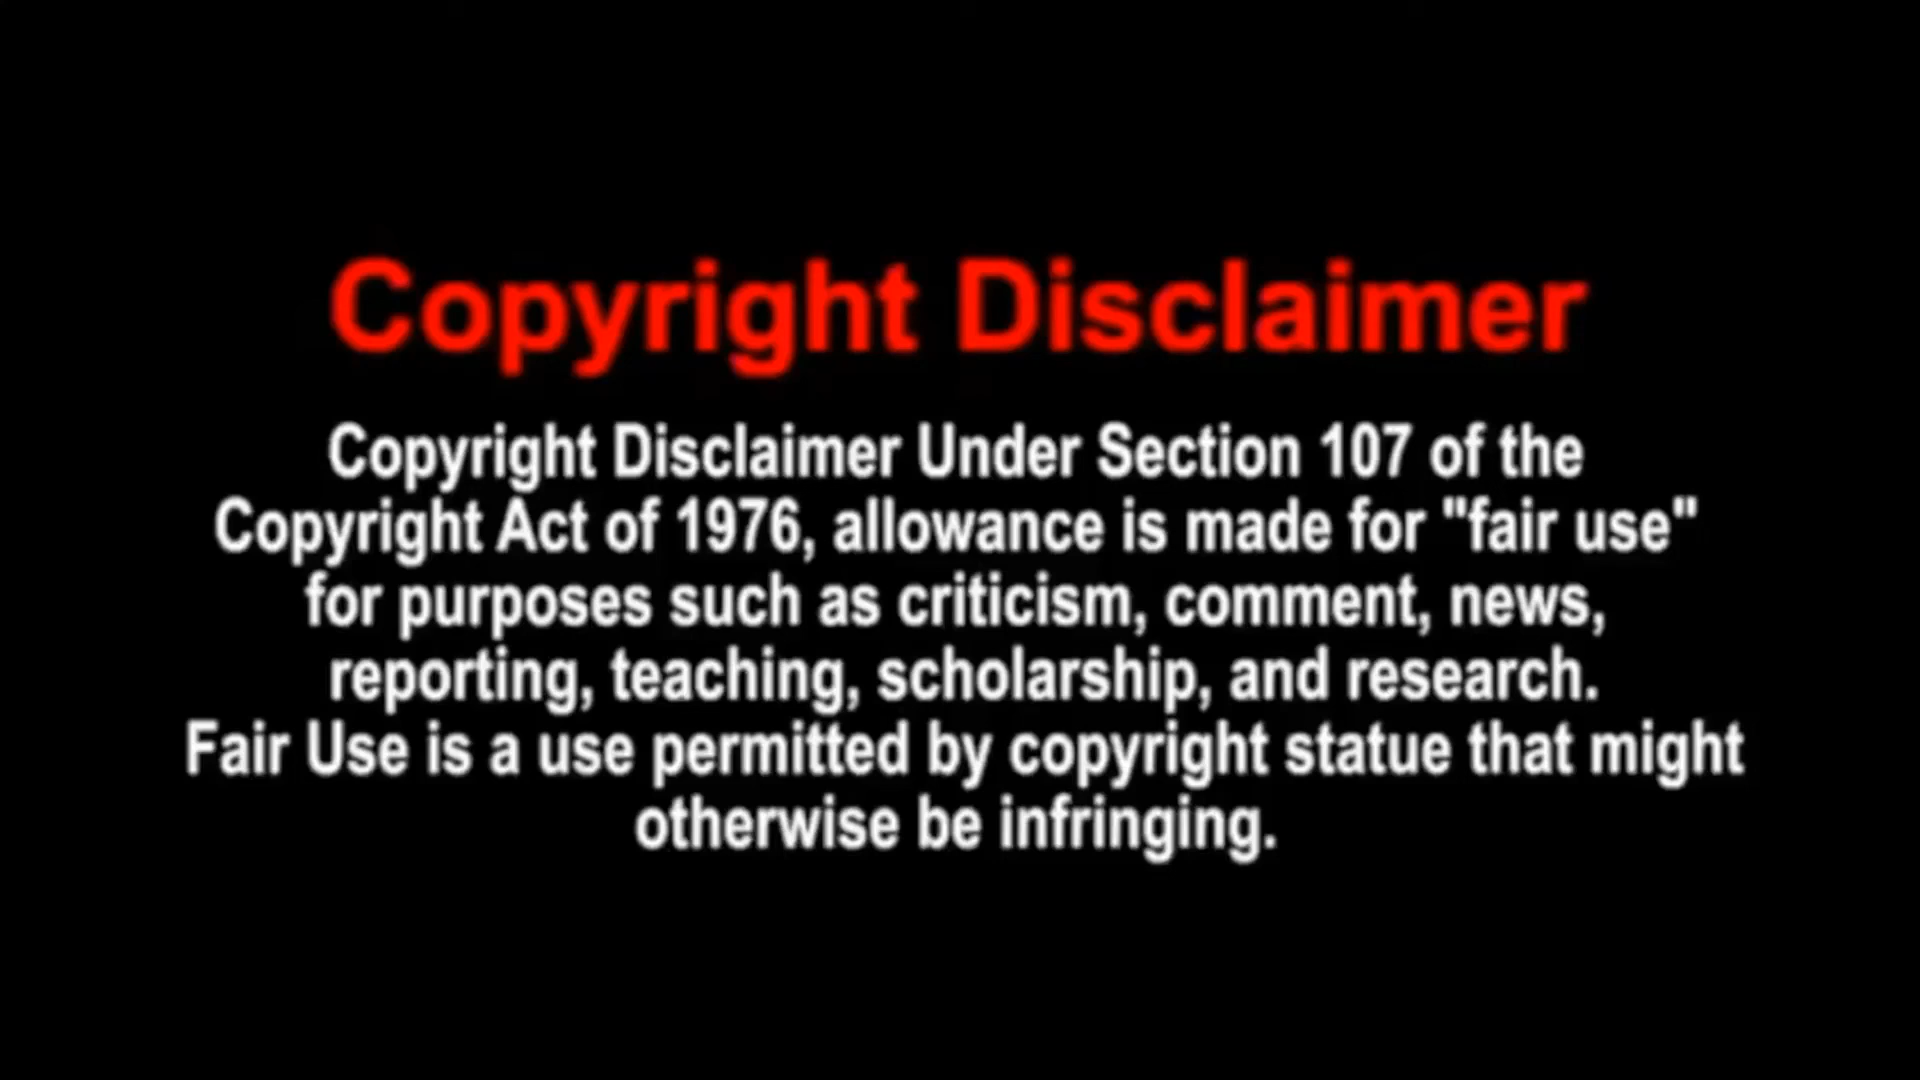 Copyright Disclaimer
Copyright Disclaimer Under Section 107 of the
Copyright Act of 1976, allowance is made for "fair use"
for purposes such as criticism, comment, news,
reporting, teaching, scholarship, and research.
Fair Use is a use permitted by copyright statue that might
otherwise be infringing.